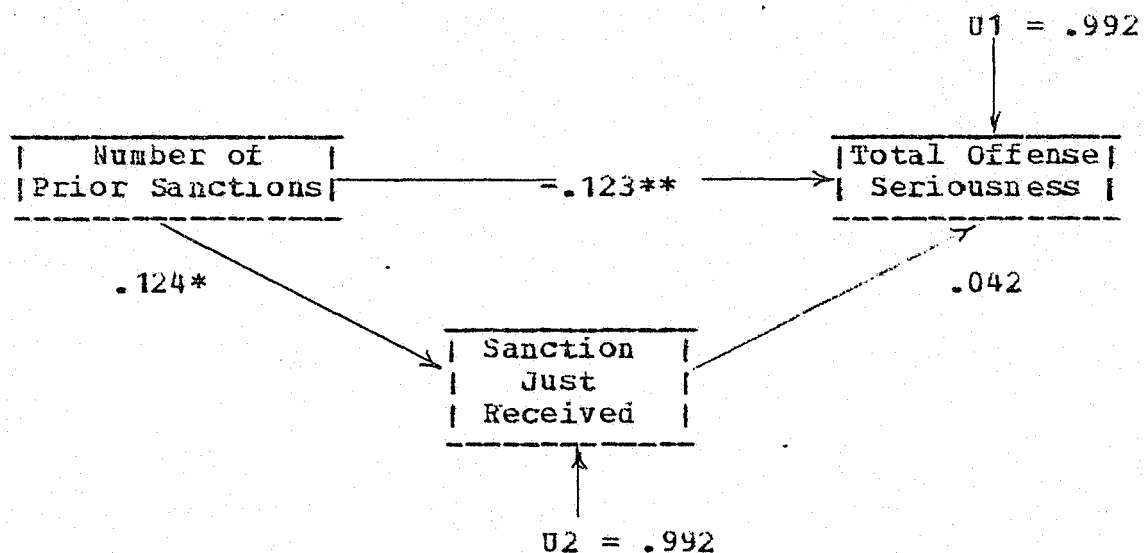 U1 = .992
Number of
Prior Sanctions
-.123**
Total Offense
Seriousness
.124*
.042
Sanction
Just
Received
U2 = .992